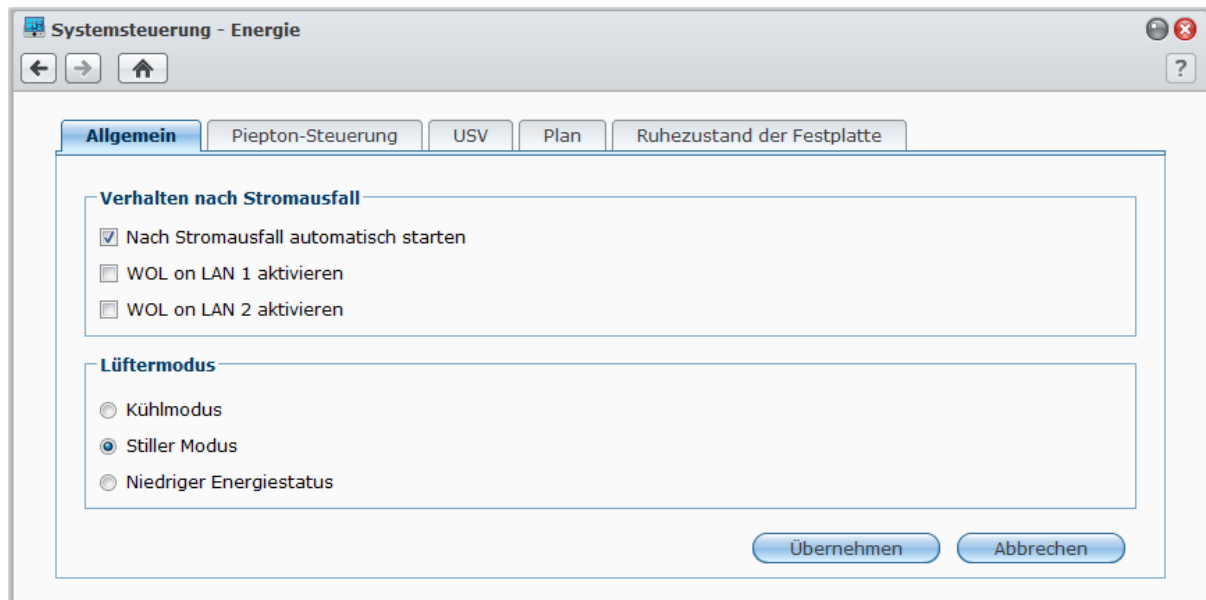 Systemsteuerung - Energie
?
Allgemein Piepton-Steuerung USV Plan Ruhezustand der Festplatte
Verhalten nach Stromausfall
Nach Stromausfall automatisch starten
WOL on LAN 1 aktivieren
WOL on LAN 2 aktivieren
Lüftermodus
Kühlmodus
Stiller Modus
Niedriger Energiestatus
Übernehmen Abbrechen